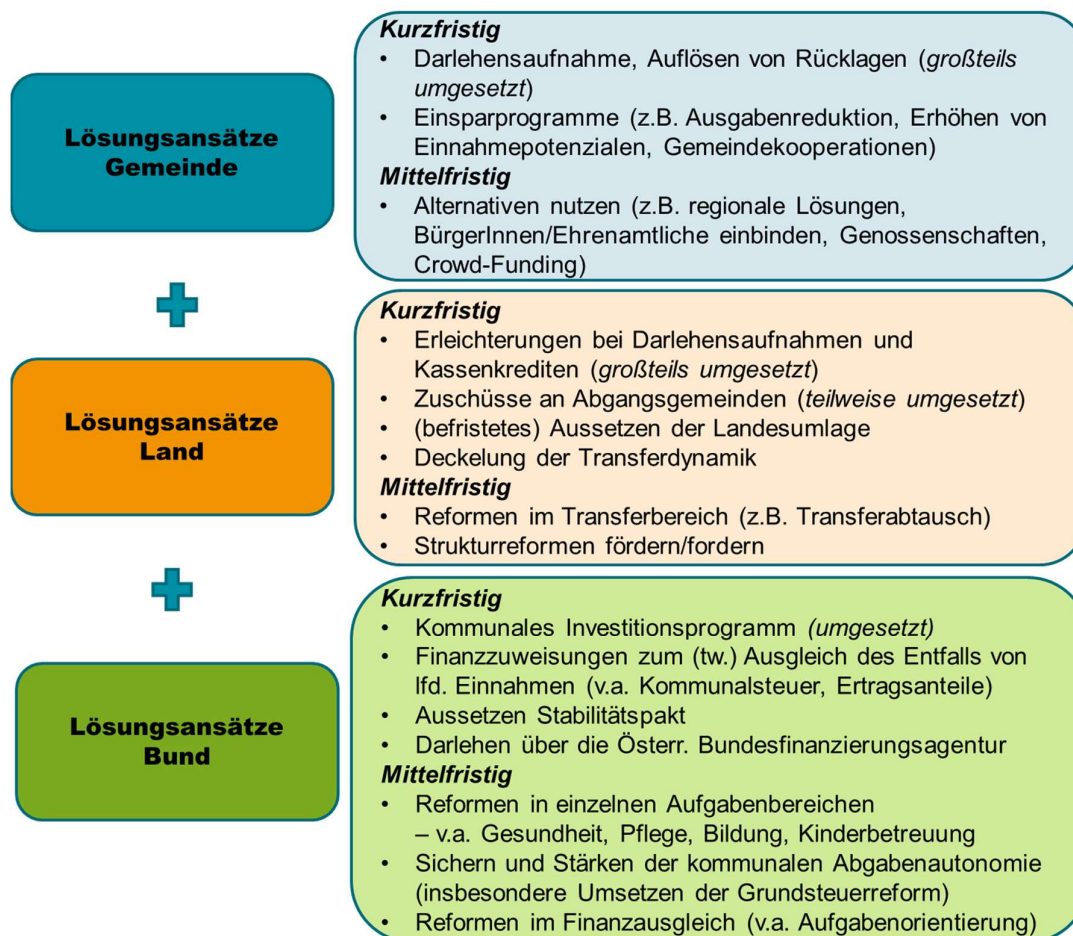 Lösungsansätze
Gemeinde
Kurzfristig
• Darlehensaufnahme, Auflösen von Rücklagen (großteils
umgesetzt)
• Einsparprogramme (z.B. Ausgabenreduktion, Erhöhen von
Einnahmepotenzialen, Gemeindekooperationen)
Mittelfristig
• Alternativen nutzen (z.B. regionale Lösungen,
BürgerInnen/Ehrenamtliche einbinden, Genossenschaften,
Crowd-Funding)
Lösungsansätze
Land
Kurzfristig
• Erleichterungen bei Darlehensaufnahmen und
Kassenkrediten (großteils umgesetzt)
• Zuschüsse an Abgangsgemeinden (teilweise umgesetzt)
• (befristetes) Aussetzen der Landesumlage
• Deckelung der Transferdynamik
Mittelfristig
• Reformen im Transferbereich (z.B. Transferabtausch)
• Strukturreformen fördern/fordern
Lösungsansätze
Bund
Kurzfristig
• Kommunales Investitionsprogramm (umgesetzt)
• Finanzzuweisungen zum (tw.) Ausgleich des Entfalls von
lfd. Einnahmen (v.a. Kommunalsteuer, Ertragsanteile)
• Aussetzen Stabilitätspakt
• Darlehen über die Österr. Bundesfinanzierungsagentur
Mittelfristig
• Reformen in einzelnen Aufgabenbereichen
– v.a. Gesundheit, Pflege, Bildung, Kinderbetreuung
• Sichern und Stärken der kommunalen Abgabenautonomie
(insbesondere Umsetzen der Grundsteuerreform)
• Reformen im Finanzausgleich (v.a. Aufgabenorientierung)